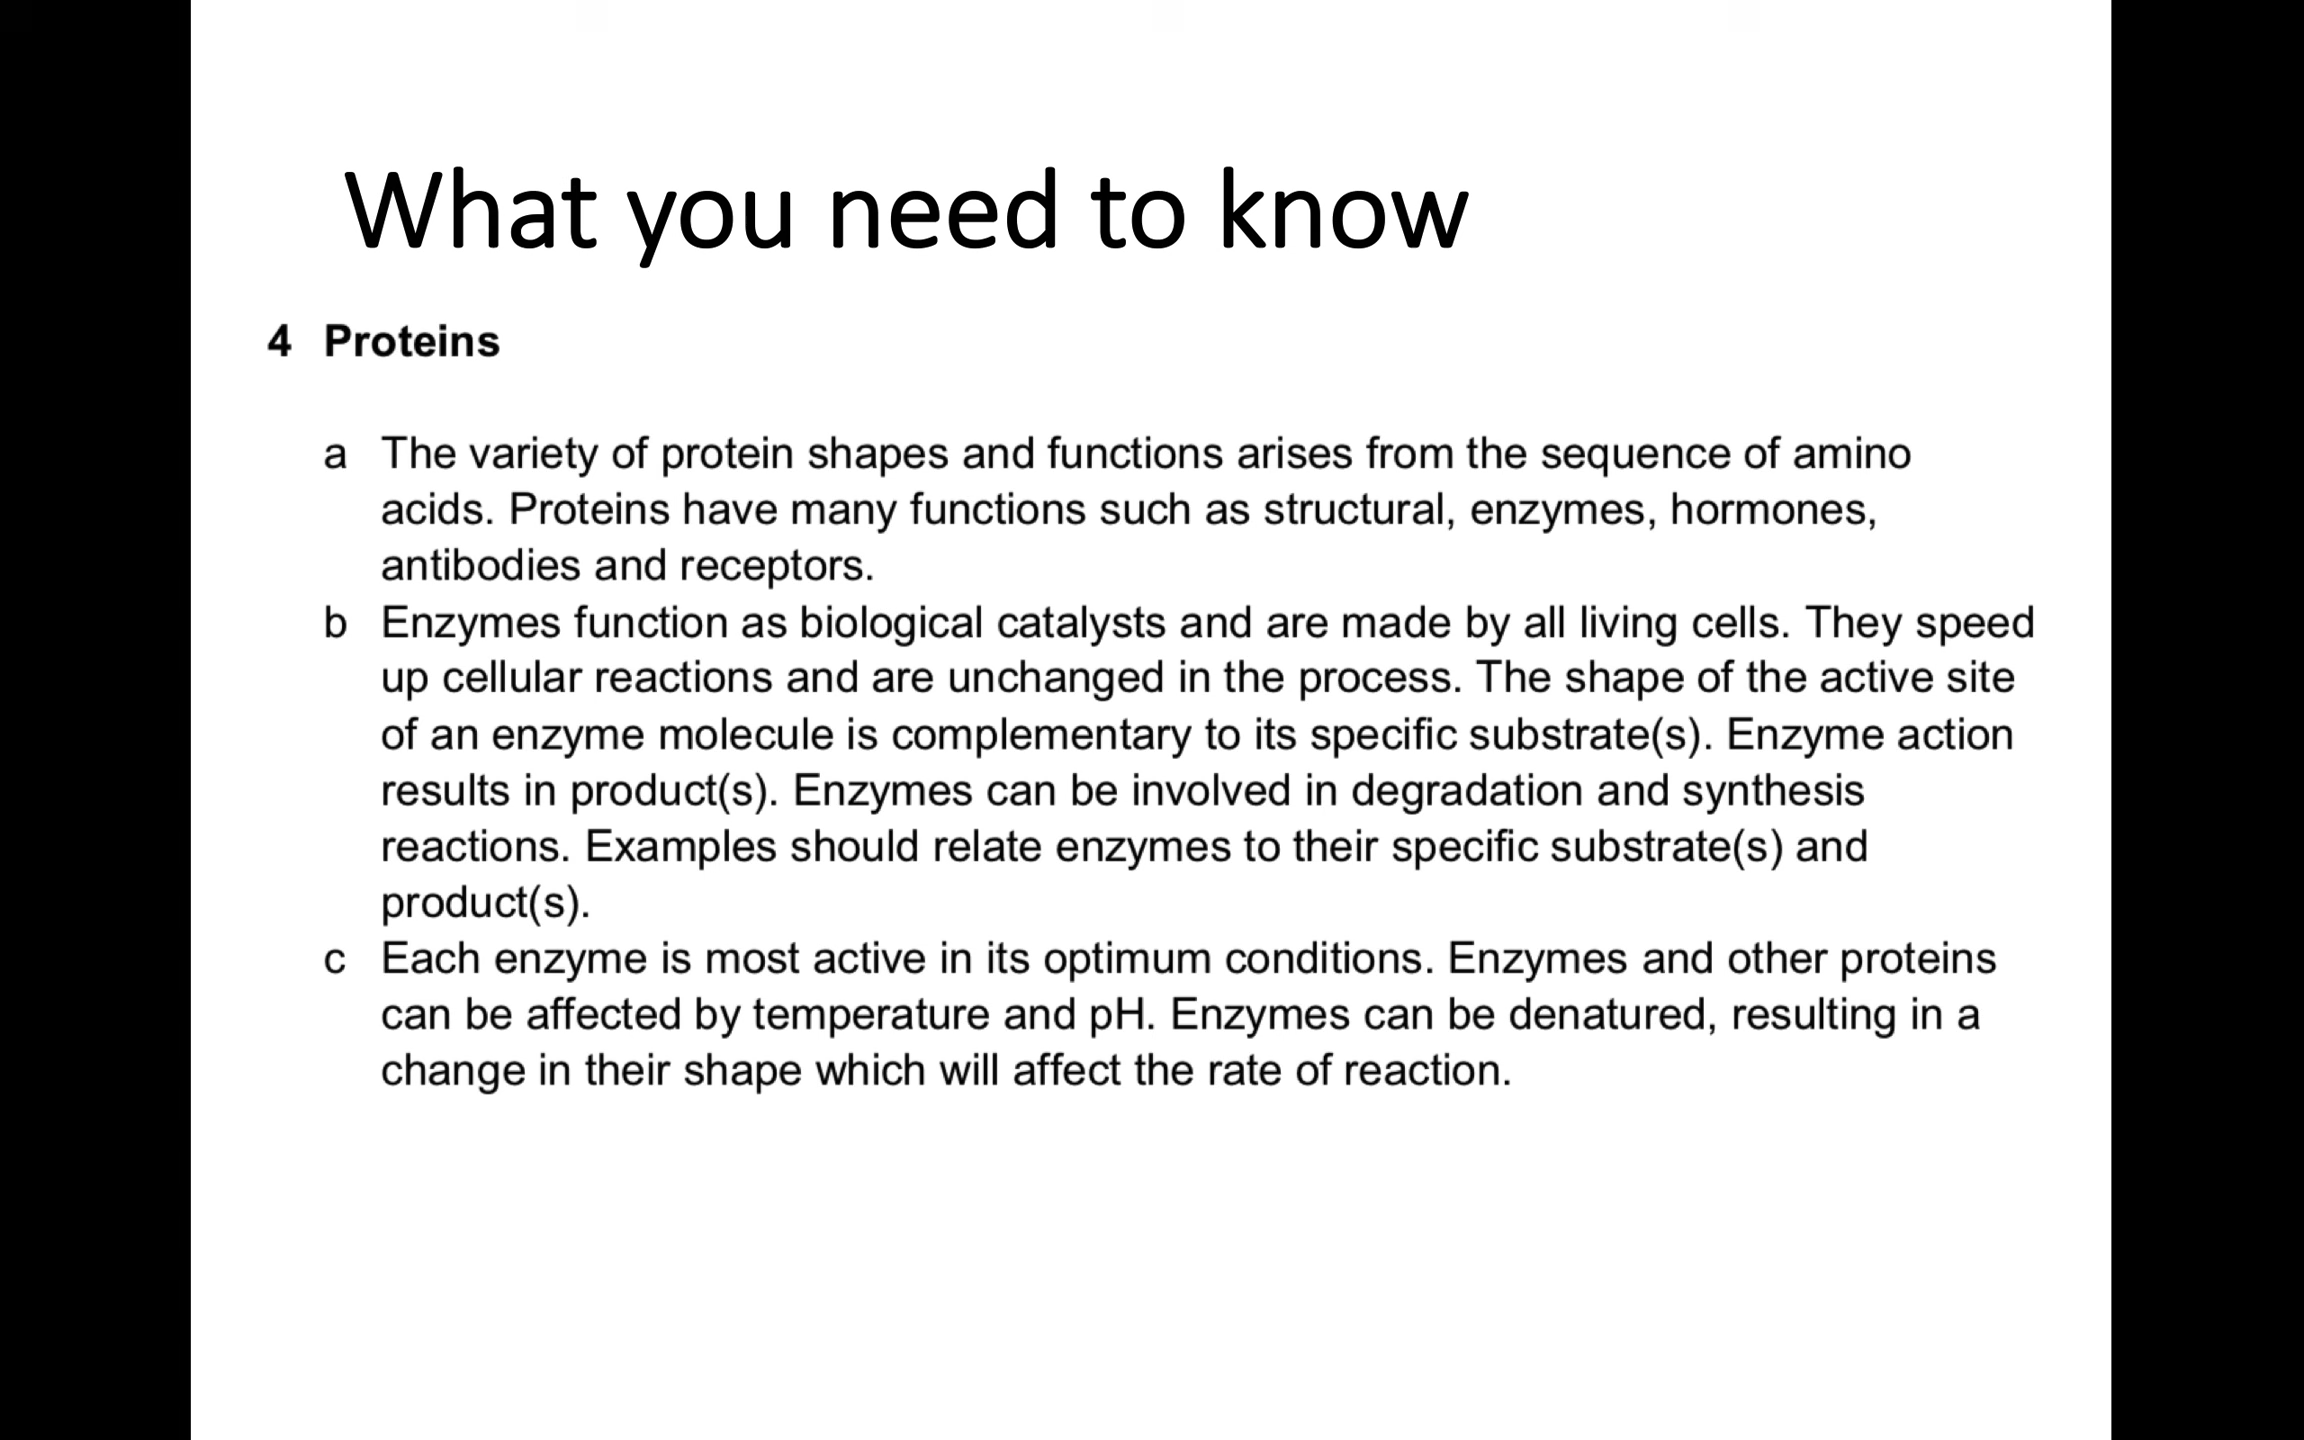 What you need to know
4 Proteins
a The variety of protein shapes and functions arises from the sequence of amino
acids. Proteins have many functions such as structural, enzymes, hormones,
antibodies and receptors.
b Enzymes function as biological catalysts and are made by all living cells. They speed
up cellular reactions and are unchanged in the process. The shape of the active site
of an enzyme molecule is complementary to its specific substrate(s). Enzyme action
results in product(s). Enzymes can be involved in degradation and synthesis
reactions. Examples should relate enzymes to their specific substrate(s) and
product(s).
c Each enzyme is most active in its optimum conditions. Enzymes and other proteins
can be affected by temperature and pH. Enzymes can be denatured, resulting in a
change in their shape which will affect the rate of reaction.